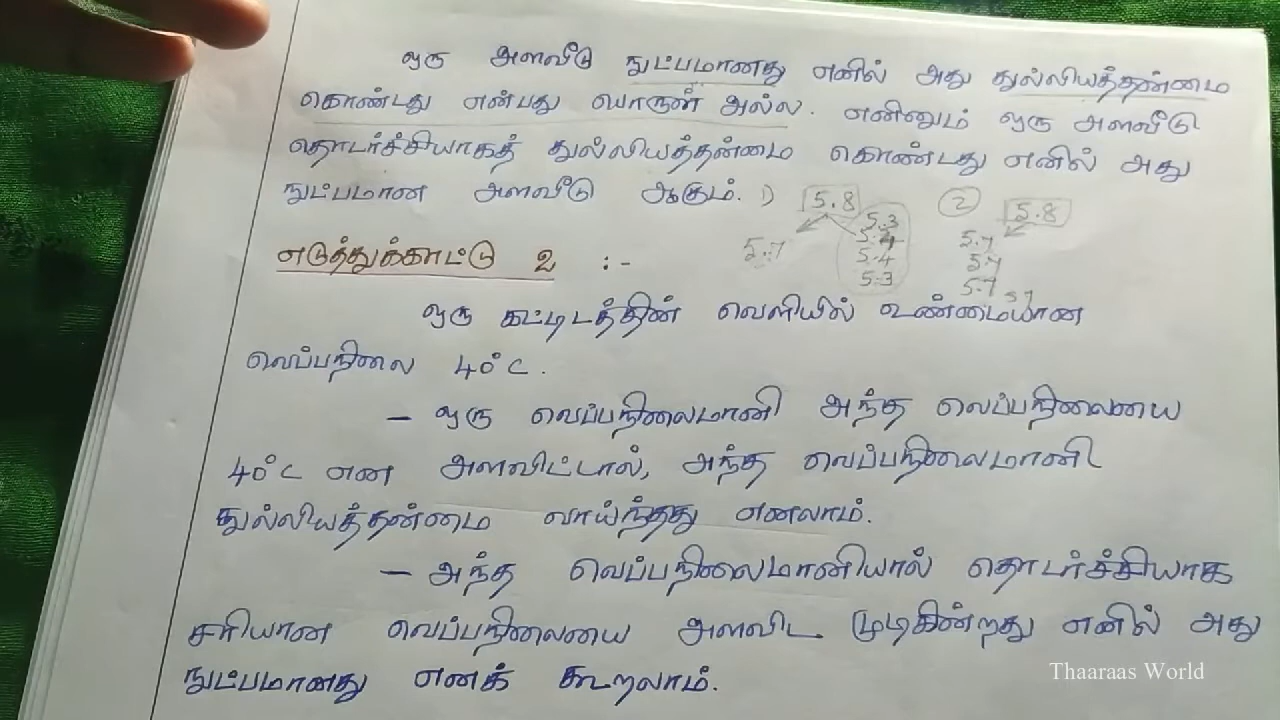 ஒரு அளவீடு நுட்பமானது எனில் அது துல்லியத்தன்மை
கொண்டது என்பது பொருள் அல்ல. எனினும் ஒரு அளவீடு
தொடர்ச்சியாகத் துல்லியத்தன்மை கொண்டது எனில் அது
நுட்பமான அளவீடு ஆகும். 1) 5.8 ② 5.8
5.7 5.3 5.7
5.4 5.7
5.4 5.7 5.7
5.3
எடுத்துக்காட்டு 2 :-
ஒரு கட்டிடத்தின் வெளியில் உண்மையான
வெப்பநிலை 40°C.
– ஒரு வெப்பநிலைமானி அந்த வெப்பநிலையை
40°C என அளவிட்டால், அந்த வெப்பநிலைமானி
துல்லியத்தன்மை வாய்ந்தது எனலாம்.
– அந்த வெப்பநிலைமானியால் தொடர்ச்சியாக
சரியான வெப்பநிலையை அளவிட முடிகின்றது எனில் அது
நுட்பமானது எனக் கூறலாம்.
Thaaraas World